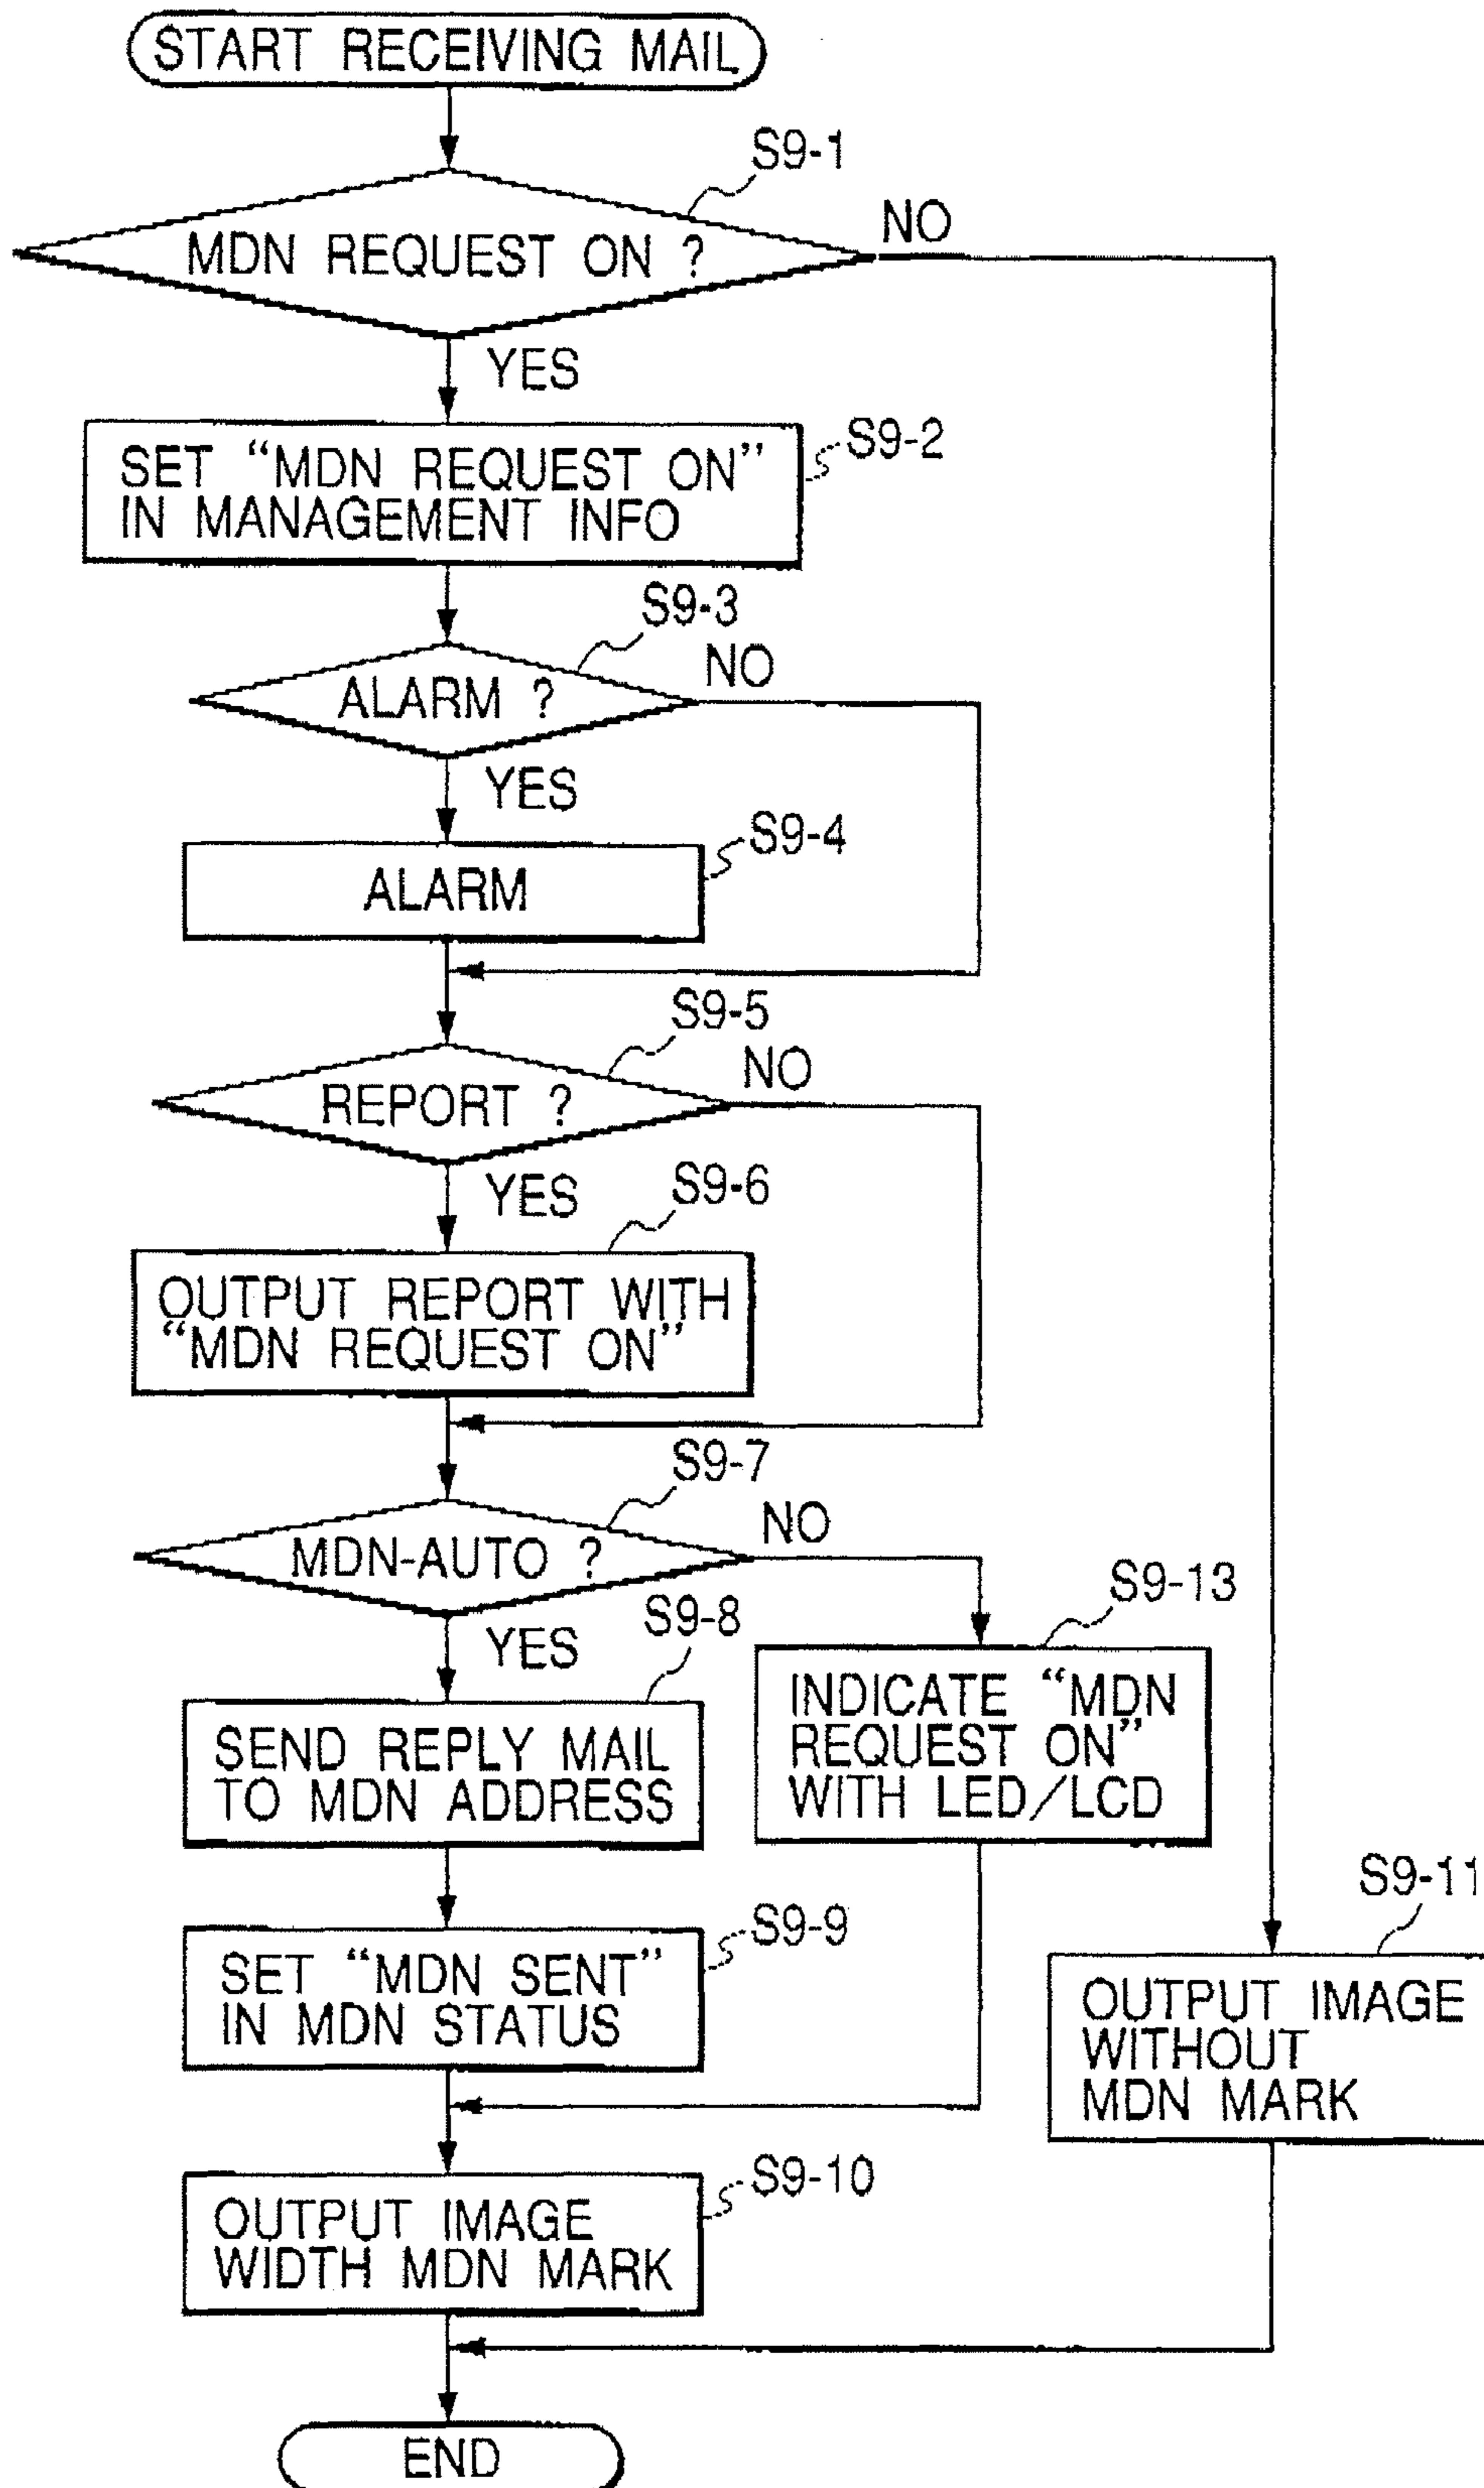 START RECEIVING MAIL
S9-1
MDN REQUEST ON ?
NO
YES
S9-2
SET “MDN REQUEST ON”
IN MANAGEMENT INFO
S9-3
ALARM ?
NO
YES
S9-4
ALARM
S9-5
REPORT ?
NO
YES
S9-6
OUTPUT REPORT WITH
“MDN REQUEST ON”
S9-7
MDN-AUTO ?
NO
YES
S9-8
SEND REPLY MAIL
TO MDN ADDRESS
S9-13
INDICATE “MDN
REQUEST ON”
WITH LED/LCD
S9-9
SET “MDN SENT”
IN MDN STATUS
S9-11
OUTPUT IMAGE
WITHOUT
MDN MARK
S9-10
OUTPUT IMAGE
WIDTH MDN MARK
END